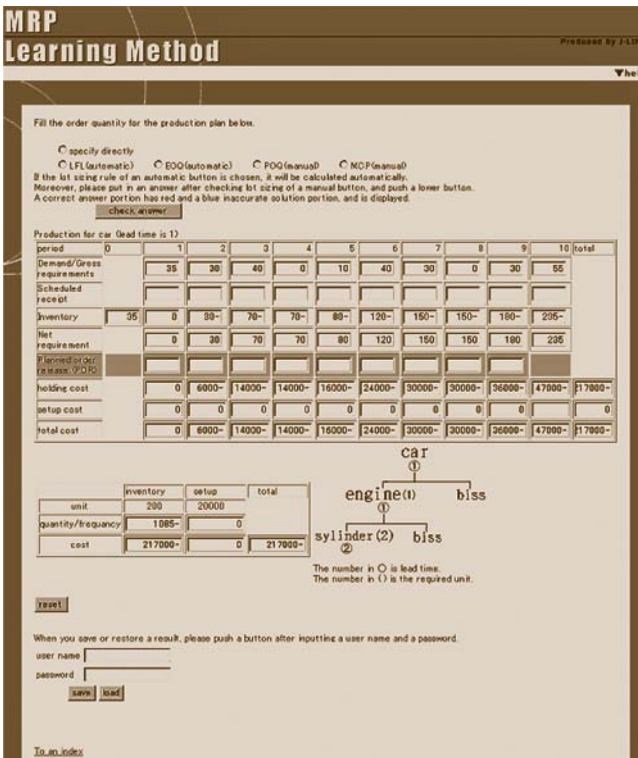 MRP
Learning Method
Produced by J-LIN
▼he
Fill the order quantity for the production plan below.
specify directly
LFL(automatic) EOQ(automatic) POQ(manual) MCP(manual)
If the lot sizing rule of an automatic button is chosen, it will be calculated automatically.
Moreover, please put in an answer after checking lot sizing of a manual button, and push a lower button.
A correct answer portion has red and a blue inaccurate solution portion, and is displayed.
check answer
Production for car (lead time is 1)
period 0 1 2 3 4 5 6 7 8 9 10 total
Demand/Gross requirements 35 30 40 0 10 40 30 0 30 55
Scheduled receipt
Inventory 35 0 30- 70- 70- 80- 120- 150- 150- 180- 235-
Net requirement 0 30 70 70 80 120 150 150 180 235
Planned order release (POR)
holding cost 0 6000- 14000- 14000- 16000- 24000- 30000- 30000- 36000- 47000- 217000-
setup cost 0 0 0 0 0 0 0 0 0 0 0
total cost 0 6000- 14000- 14000- 16000- 24000- 30000- 30000- 36000- 47000- 217000-
car
①
engine(1) biss
①
sylinder(2) biss
②
The number in ○ is lead time.
The number in () is the required unit.
inventory setup total
unit 200 20000
quantity/frequancy 1085- 0
cost 217000- 0 217000-
reset
When you save or restore a result, please push a button after inputting a user name and a password.
user name
password
save load
To an index